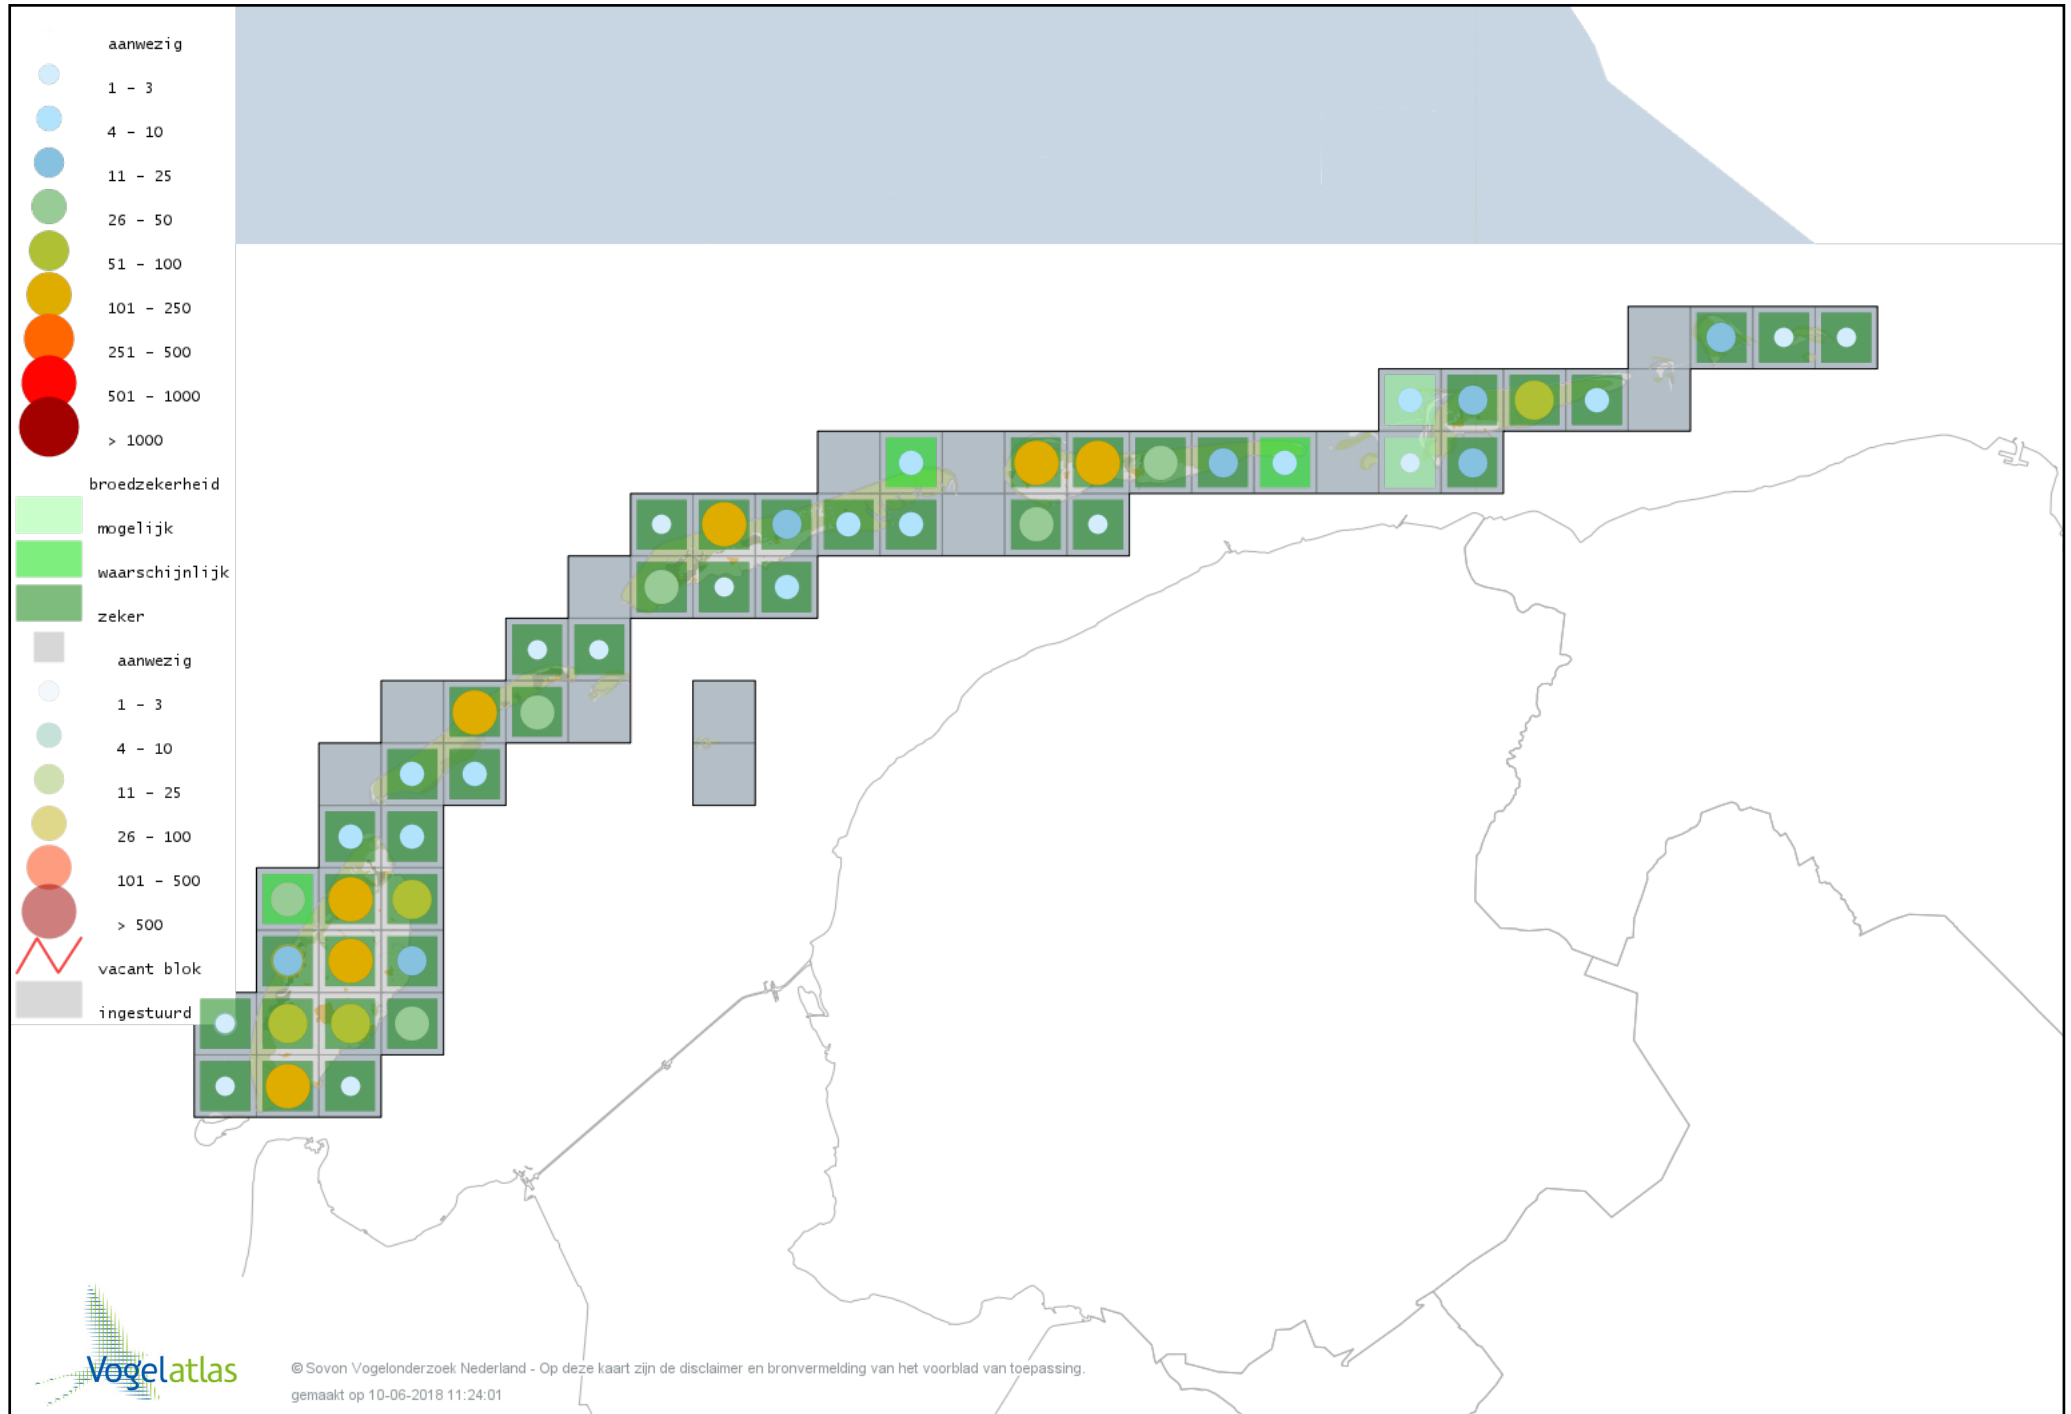 aanwezig
1 - 3
4 - 10
11 - 25
26 - 50
51 - 100
101 - 250
251 - 500
501 - 1000
> 1000
broedzekerheid
mogelijk
waarschijnlijk
zeker
aanwezig
1 - 3
4 - 10
11 - 25
26 - 100
101 - 500
> 500
vacant blok
ingestuurd
Vogelatlas
© Sovon Vogelonderzoek Nederland - Op deze kaart zijn de disclaimer en bronvermelding van het voorblad van toepassing.
gemaakt op 10-06-2018 11:24:01